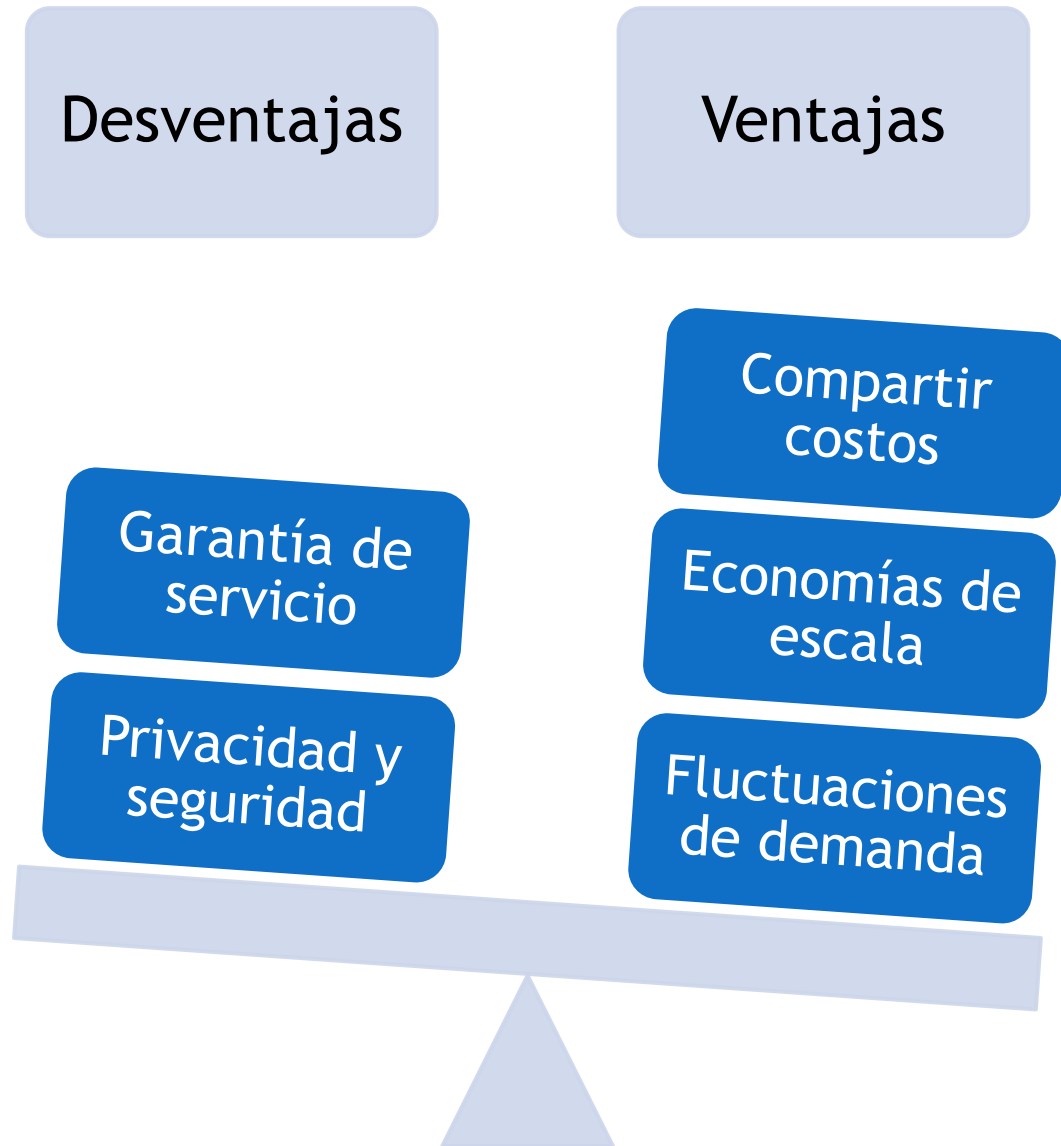 Desventajas
Ventajas
Compartir
costos
Garantía de
servicio
Economías de
escala
Privacidad y
seguridad
Fluctuaciones
de demanda